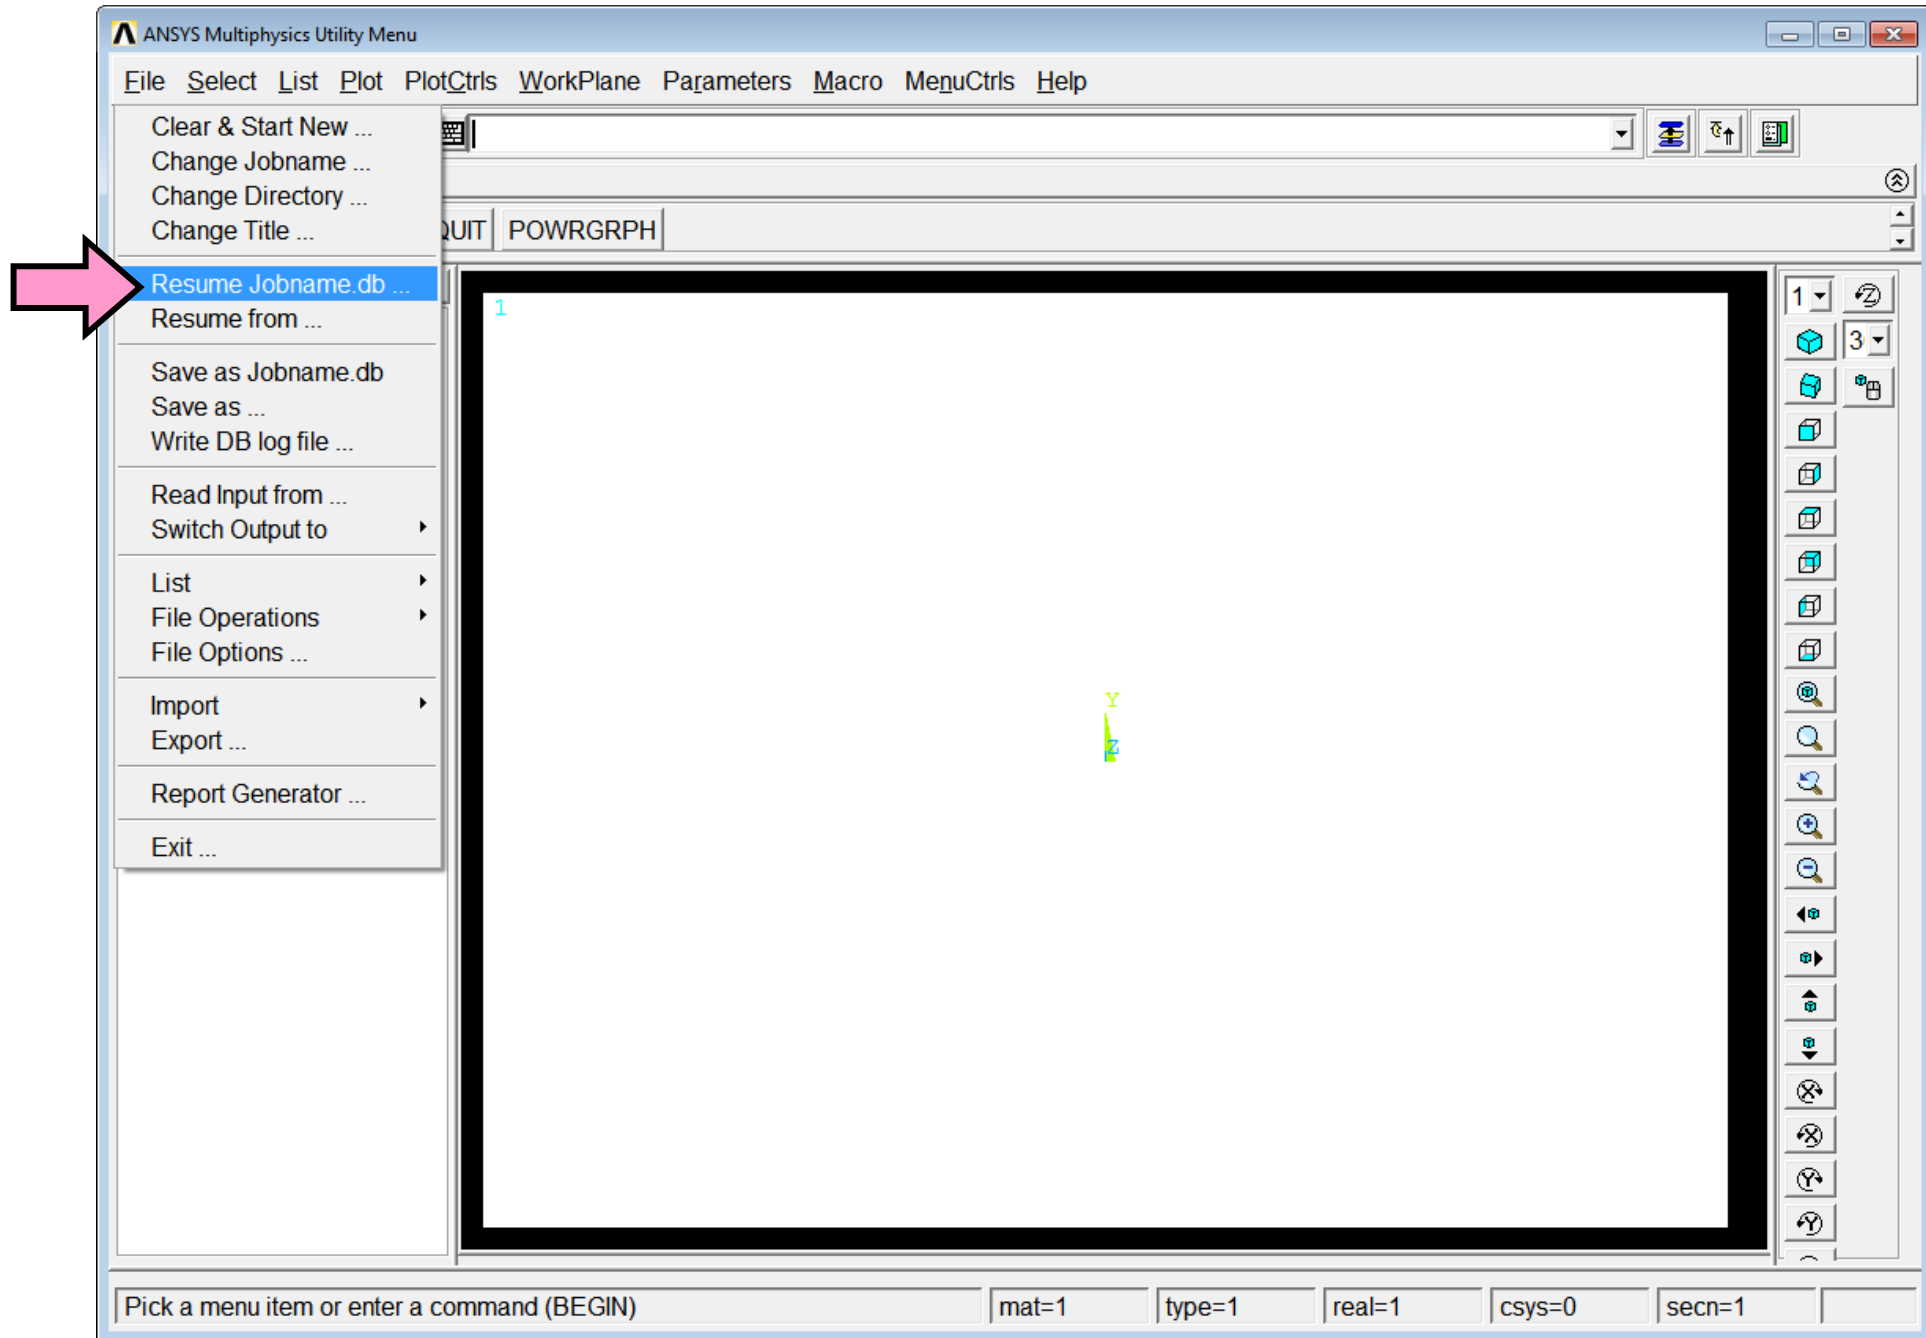 ANSYS Multiphysics Utility Menu
File Select List Plot PlotCtrls WorkPlane Parameters Macro MenuCtrls Help
Clear & Start New ...
Change Jobname ...
Change Directory ...
Change Title ...
QUIT POWRGRPH
Resume Jobname.db ...
Resume from ...
Save as Jobname.db
Save as ...
Write DB log file ...
Read Input from ...
Switch Output to
List
File Operations
File Options ...
Import
Export ...
Report Generator ...
Exit ...
1
Y
Z
1
Z
3
X
X
Y
Y
Pick a menu item or enter a command (BEGIN) mat=1 type=1 real=1 csys=0 secn=1